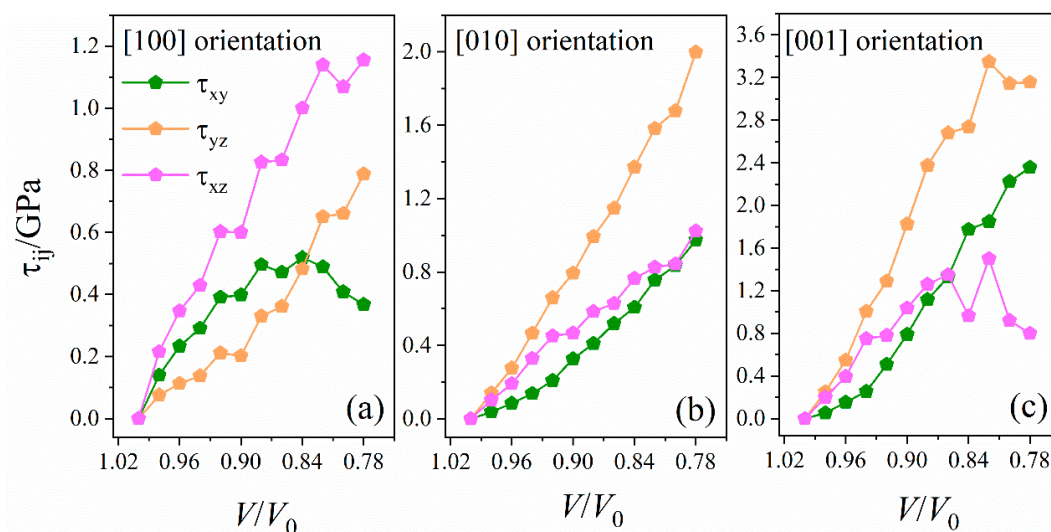 τij/GPa
[100] orientation
τxy
τyz
τxz
1.2
1.0
0.8
0.6
0.4
0.2
0.0
(a)
1.02 0.96 0.90 0.84 0.78
V/V0
[010] orientation
2.0
1.6
1.2
0.8
0.4
0.0
(b)
1.02 0.96 0.90 0.84 0.78
V/V0
[001] orientation
3.6
3.2
2.8
2.4
2.0
1.6
1.2
0.8
0.4
0.0
(c)
1.02 0.96 0.90 0.84 0.78
V/V0